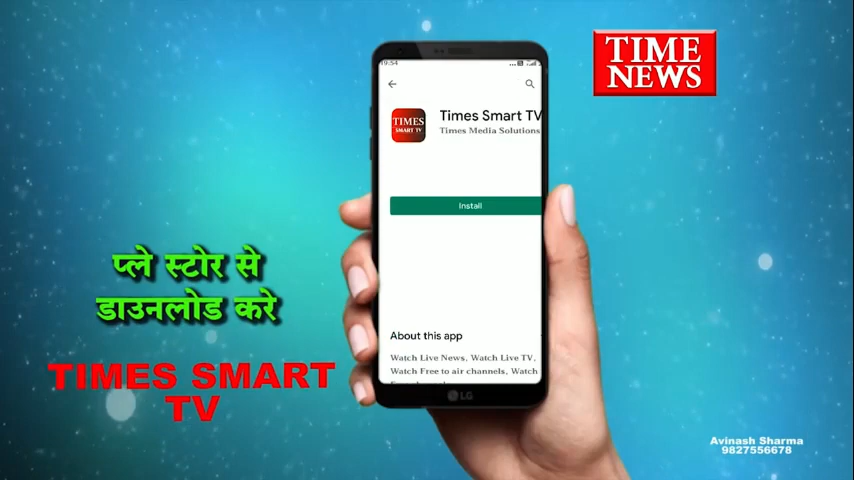 TIME
NEWS
19:54
Times Smart TV
Times Media Solutions
TIMES
SMART TV
Install
About this app
Watch Live News, Watch Live TV,
Watch Free to air channels, Watch
प्ले स्टोर से
डाउनलोड करे
TIMES SMART
TV
LG
Avinash Sharma
9827556678